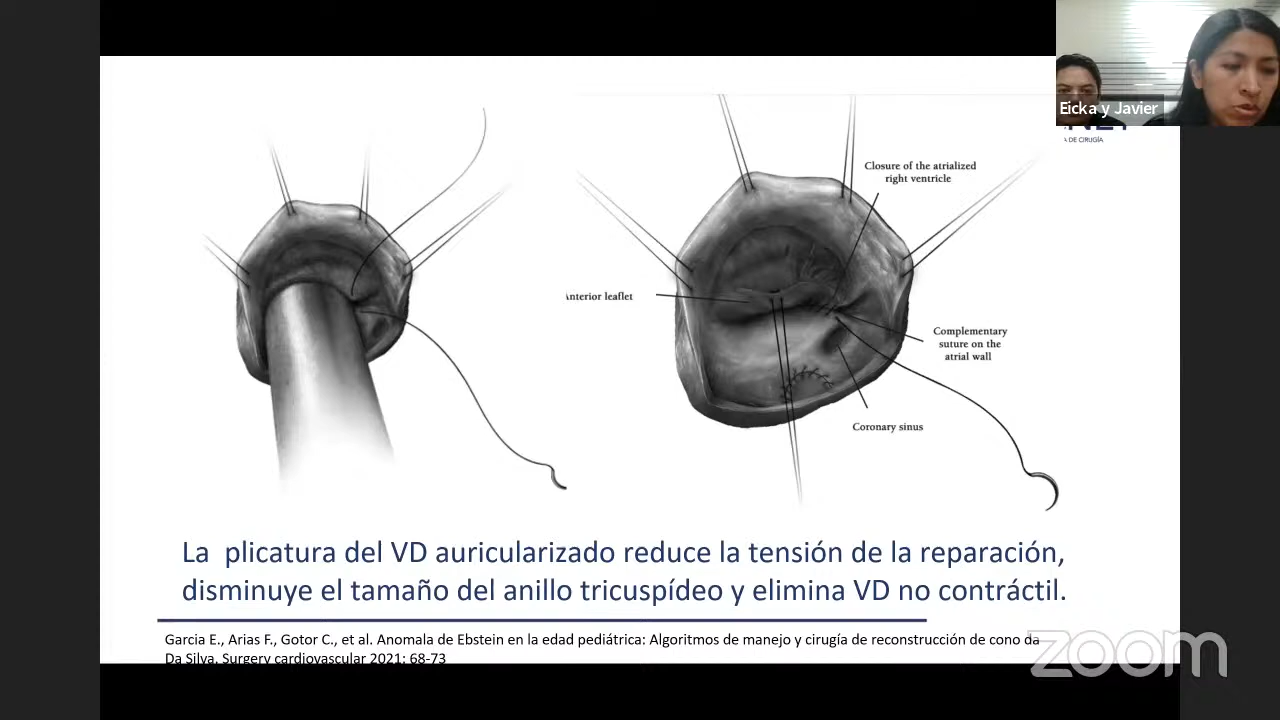 Eicka y Javier
A DE CIRUGÍA
Closure of the atrialized
right ventricle
Anterior leaflet
Complementary
suture on the
atrial wall
Coronary sinus
La plicatura del VD auricularizado reduce la tensión de la reparación,
disminuye el tamaño del anillo tricuspídeo y elimina VD no contráctil.
Garcia E., Arias F., Gotor C., et al. Anomala de Ebstein en la edad pediátrica: Algoritmos de manejo y cirugía de reconstrucción de cono da
Da Silva. Surgery cardiovascular 2021: 68-73
zoom